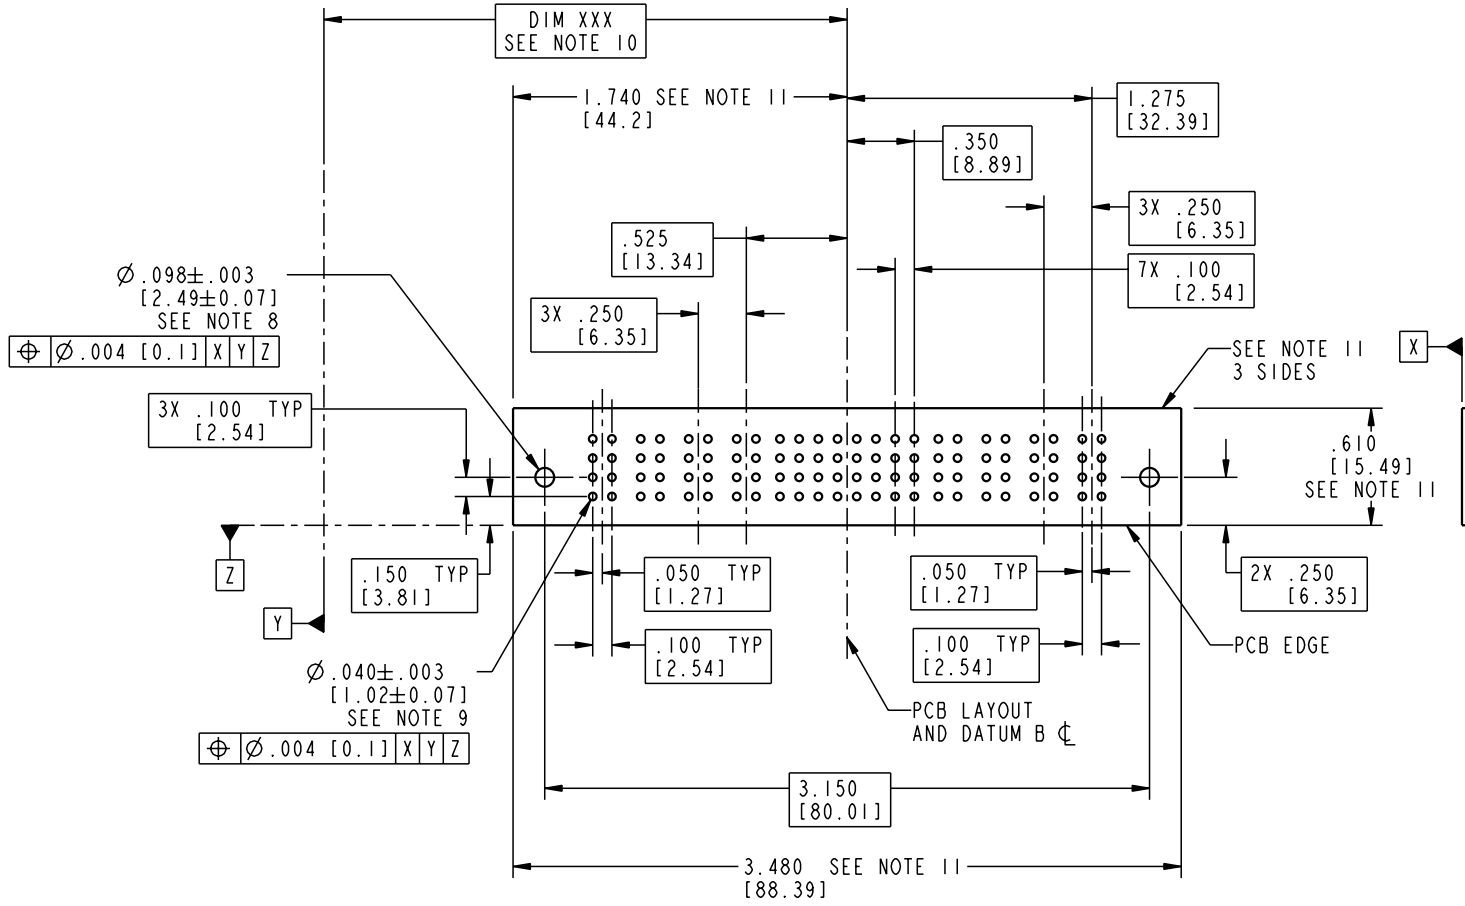 DIM XXX
SEE NOTE 10
1.740 SEE NOTE 11
[44.2]
1.275
[32.39]
.350
[8.89]
3X .250
[6.35]
.525
[13.34]
7X .100
[2.54]
Ø.098±.003
[2.49±0.07]
SEE NOTE 8
⌖ Ø.004 [0.1] X Y Z
3X .250
[6.35]
SEE NOTE 11
3 SIDES
X
3X .100 TYP
[2.54]
.610
[15.49]
SEE NOTE 11
Z
.150 TYP
[3.81]
.050 TYP
[1.27]
.050 TYP
[1.27]
2X .250
[6.35]
Y
.100 TYP
[2.54]
.100 TYP
[2.54]
PCB EDGE
Ø.040±.003
[1.02±0.07]
SEE NOTE 9
⌖ Ø.004 [0.1] X Y Z
PCB LAYOUT
AND DATUM B ℄
3.150
[80.01]
3.480 SEE NOTE 11
[88.39]